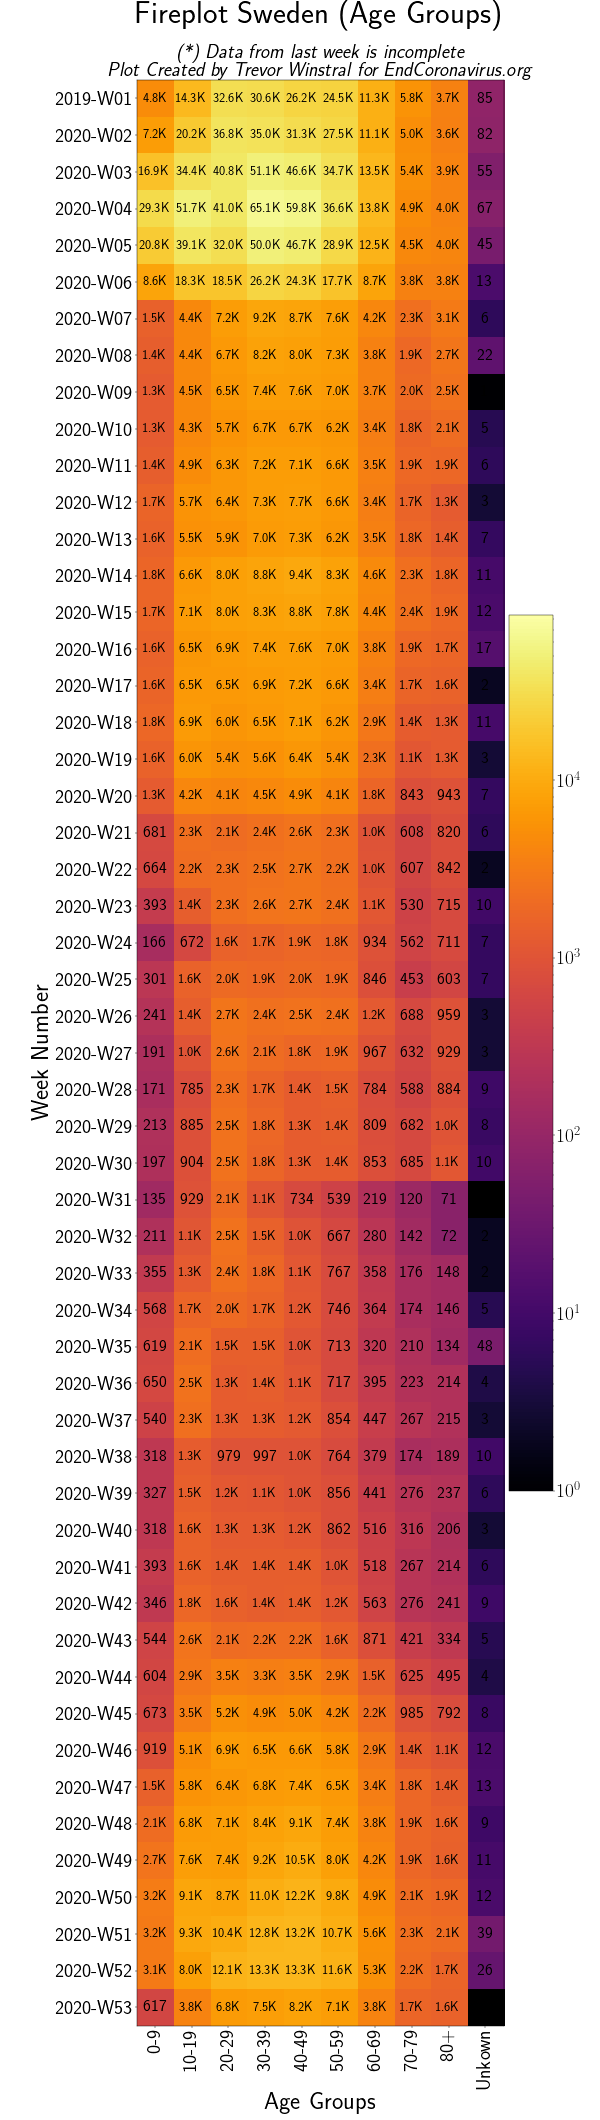 Fireplot Sweden (Age Groups)
(*) Data from last week is incomplete
Plot Created by Trevor Winstral for EndCoronavirus.org
2019-W01 4.8K 14.3K 32.6K 30.6K 26.2K 24.5K 11.3K 5.8K 3.7K 85
2020-W02 7.2K 20.2K 36.8K 35.0K 31.3K 27.5K 11.1K 5.0K 3.6K 82
2020-W03 16.9K 34.4K 40.8K 51.1K 46.6K 34.7K 13.5K 5.4K 3.9K 55
2020-W04 29.3K 51.7K 41.0K 65.1K 59.8K 36.6K 13.8K 4.9K 4.0K 67
2020-W05 20.8K 39.1K 32.0K 50.0K 46.7K 28.9K 12.5K 4.5K 4.0K 45
2020-W06 8.6K 18.3K 18.5K 26.2K 24.3K 17.7K 8.7K 3.8K 3.8K 13
2020-W07 1.5K 4.4K 7.2K 9.2K 8.7K 7.6K 4.2K 2.3K 3.1K 6
2020-W08 1.4K 4.4K 6.7K 8.2K 8.0K 7.3K 3.8K 1.9K 2.7K 22
2020-W09 1.3K 4.5K 6.5K 7.4K 7.6K 7.0K 3.7K 2.0K 2.5K
2020-W10 1.3K 4.3K 5.7K 6.7K 6.7K 6.2K 3.4K 1.8K 2.1K 5
2020-W11 1.4K 4.9K 6.3K 7.2K 7.1K 6.6K 3.5K 1.9K 1.9K 6
2020-W12 1.7K 5.7K 6.4K 7.3K 7.7K 6.6K 3.4K 1.7K 1.3K 3
2020-W13 1.6K 5.5K 5.9K 7.0K 7.3K 6.2K 3.5K 1.8K 1.4K 7
2020-W14 1.8K 6.6K 8.0K 8.8K 9.4K 8.3K 4.6K 2.3K 1.8K 11
2020-W15 1.7K 7.1K 8.0K 8.3K 8.8K 7.8K 4.4K 2.4K 1.9K 12
2020-W16 1.6K 6.5K 6.9K 7.4K 7.6K 7.0K 3.8K 1.9K 1.7K 17
2020-W17 1.6K 6.5K 6.5K 6.9K 7.2K 6.6K 3.4K 1.7K 1.6K 2
2020-W18 1.8K 6.9K 6.0K 6.5K 7.1K 6.2K 2.9K 1.4K 1.3K 11
2020-W19 1.6K 6.0K 5.4K 5.6K 6.4K 5.4K 2.3K 1.1K 1.3K 3
2020-W20 1.3K 4.2K 4.1K 4.5K 4.9K 4.1K 1.8K 843 943 7
2020-W21 681 2.3K 2.1K 2.4K 2.6K 2.3K 1.0K 608 820 6
2020-W22 664 2.2K 2.3K 2.5K 2.7K 2.2K 1.0K 607 842 2
2020-W23 393 1.4K 2.3K 2.6K 2.7K 2.4K 1.1K 530 715 10
2020-W24 166 672 1.6K 1.7K 1.9K 1.8K 934 562 711 7
2020-W25 301 1.6K 2.0K 1.9K 2.0K 1.9K 846 453 603 7
2020-W26 241 1.4K 2.7K 2.4K 2.5K 2.4K 1.2K 688 959 3
2020-W27 191 1.0K 2.6K 2.1K 1.8K 1.9K 967 632 929 3
2020-W28 171 785 2.3K 1.7K 1.4K 1.5K 784 588 884 9
2020-W29 213 885 2.5K 1.8K 1.3K 1.4K 809 682 1.0K 8
2020-W30 197 904 2.5K 1.8K 1.3K 1.4K 853 685 1.1K 10
2020-W31 135 929 2.1K 1.1K 734 539 219 120 71
2020-W32 211 1.1K 2.5K 1.5K 1.0K 667 280 142 72 2
2020-W33 355 1.3K 2.4K 1.8K 1.1K 767 358 176 148 2
2020-W34 568 1.7K 2.0K 1.7K 1.2K 746 364 174 146 5
2020-W35 619 2.1K 1.5K 1.5K 1.0K 713 320 210 134 48
2020-W36 650 2.5K 1.3K 1.4K 1.1K 717 395 223 214 4
2020-W37 540 2.3K 1.3K 1.3K 1.2K 854 447 267 215 3
2020-W38 318 1.3K 979 997 1.0K 764 379 174 189 10
2020-W39 327 1.5K 1.2K 1.1K 1.0K 856 441 276 237 6
2020-W40 318 1.6K 1.3K 1.3K 1.2K 862 516 316 206 3
2020-W41 393 1.6K 1.4K 1.4K 1.4K 1.0K 518 267 214 6
2020-W42 346 1.8K 1.6K 1.4K 1.4K 1.2K 563 276 241 9
2020-W43 544 2.6K 2.1K 2.2K 2.2K 1.6K 871 421 334 5
2020-W44 604 2.9K 3.5K 3.3K 3.5K 2.9K 1.5K 625 495 4
2020-W45 673 3.5K 5.2K 4.9K 5.0K 4.2K 2.2K 985 792 8
2020-W46 919 5.1K 6.9K 6.5K 6.6K 5.8K 2.9K 1.4K 1.1K 12
2020-W47 1.5K 5.8K 6.4K 6.8K 7.4K 6.5K 3.4K 1.8K 1.4K 13
2020-W48 2.1K 6.8K 7.1K 8.4K 9.1K 7.4K 3.8K 1.9K 1.6K 9
2020-W49 2.7K 7.6K 7.4K 9.2K 10.5K 8.0K 4.2K 1.9K 1.6K 11
2020-W50 3.2K 9.1K 8.7K 11.0K 12.2K 9.8K 4.9K 2.1K 1.9K 12
2020-W51 3.2K 9.3K 10.4K 12.8K 13.2K 10.7K 5.6K 2.3K 2.1K 39
2020-W52 3.1K 8.0K 12.1K 13.3K 13.3K 11.6K 5.3K 2.2K 1.7K 26
2020-W53 617 3.8K 6.8K 7.5K 8.2K 7.1K 3.8K 1.7K 1.6K
0-9 10-19 20-29 30-39 40-49 50-59 60-69 70-79 80+ Unkown
Age Groups
Week Number
10^4
10^3
10^2
10^1
10^0